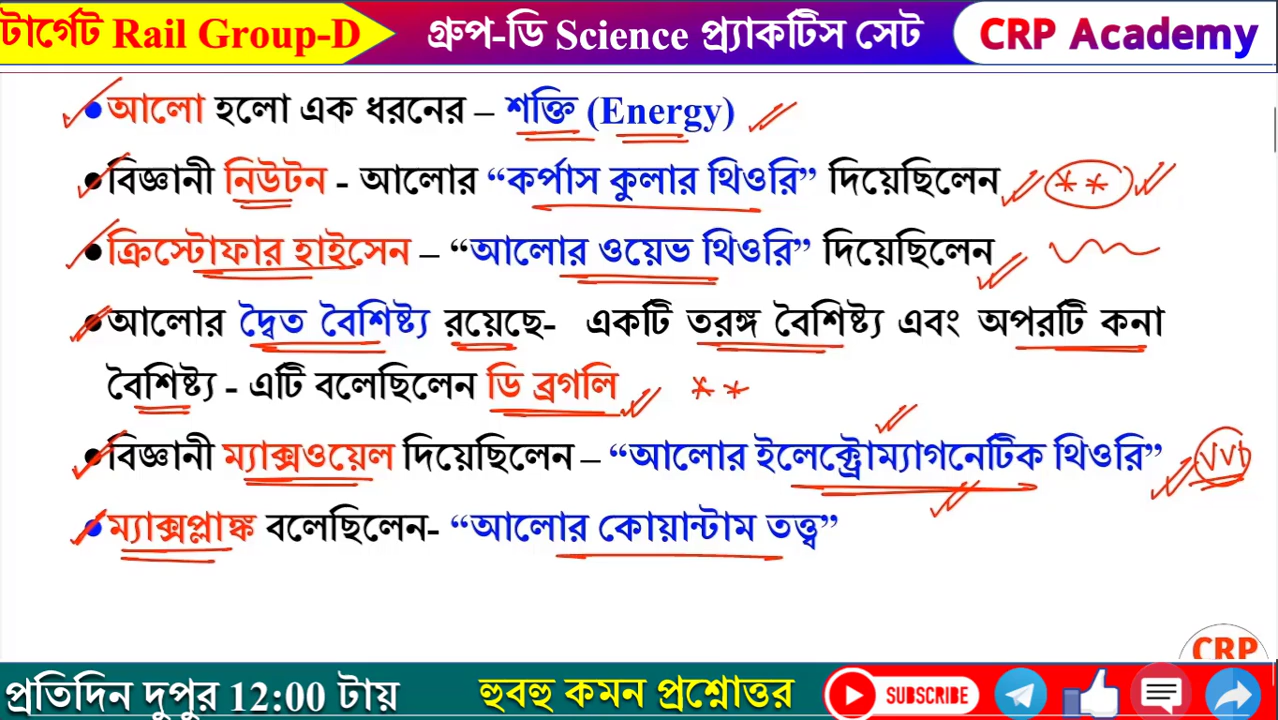 টার্গেট Rail Group-D
গ্রুপ-ডি Science প্র্যাকটিস সেট
CRP Academy
•আলো হলো এক ধরনের – শক্তি (Energy)
•বিজ্ঞানী নিউটন - আলোর “কর্পাস কুলার থিওরি” দিয়েছিলেন **
•ক্রিস্টোফার হাইসেন – “আলোর ওয়েভ থিওরি” দিয়েছিলেন
•আলোর দ্বৈত বৈশিষ্ট্য রয়েছে- একটি তরঙ্গ বৈশিষ্ট্য এবং অপরটি কনা
বৈশিষ্ট্য - এটি বলেছিলেন ডি ব্রগলি **
•বিজ্ঞানী ম্যাক্সওয়েল দিয়েছিলেন – “আলোর ইলেক্ট্রোম্যাগনেটিক থিওরি” VVI
•ম্যাক্সপ্লাঙ্ক বলেছিলেন- “আলোর কোয়ান্টাম তত্ত্ব”
CRP
প্রতিদিন দুপুর 12:00 টায়
হুবহু কমন প্রশ্নোত্তর
SUBSCRIBE